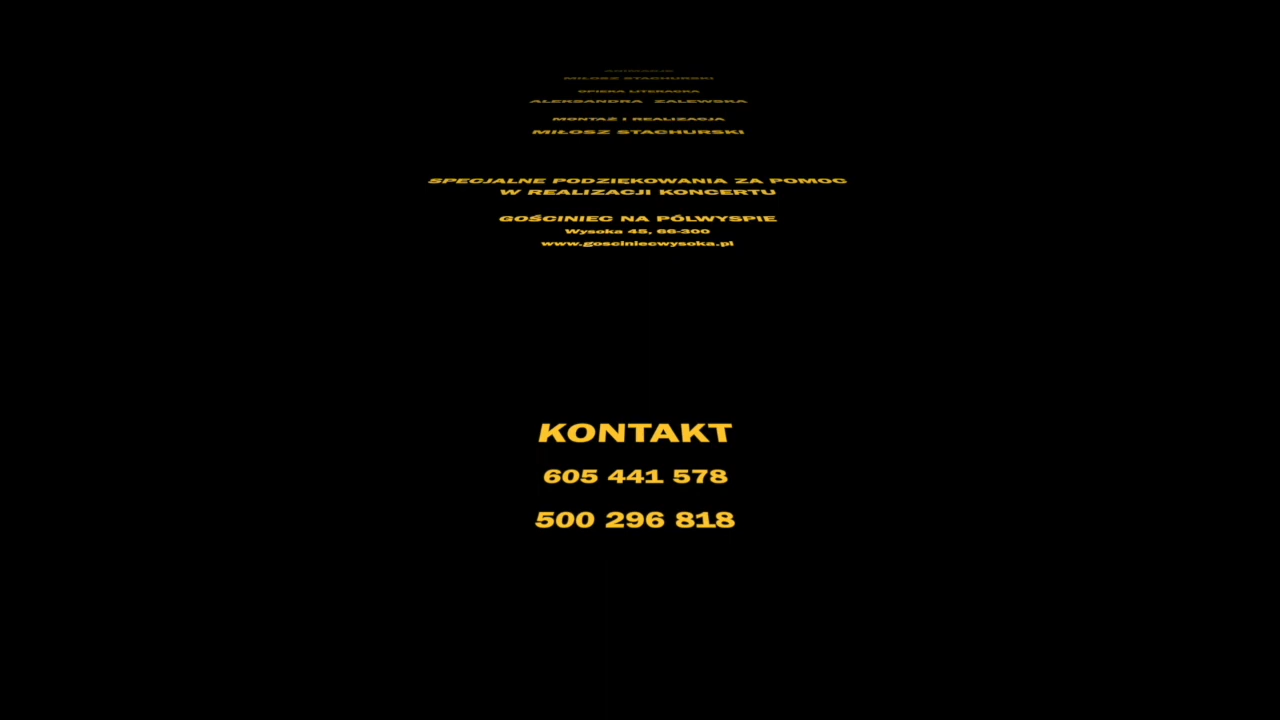 MIŁOSZ STACHURSKI
OPIEKA LITERACKA
ALEKSANDRA ZALEWSKA
MONTAŻ I REALIZACJA
MIŁOSZ STACHURSKI
SPECJALNE PODZIĘKOWANIA ZA POMOC
W REALIZACJI KONCERTU
GOŚCINIEC NA PÓLWYSPIE
Wysoka 45, 66-300
www.gosciniecwysoka.pl
KONTAKT
605 441 578
500 296 818